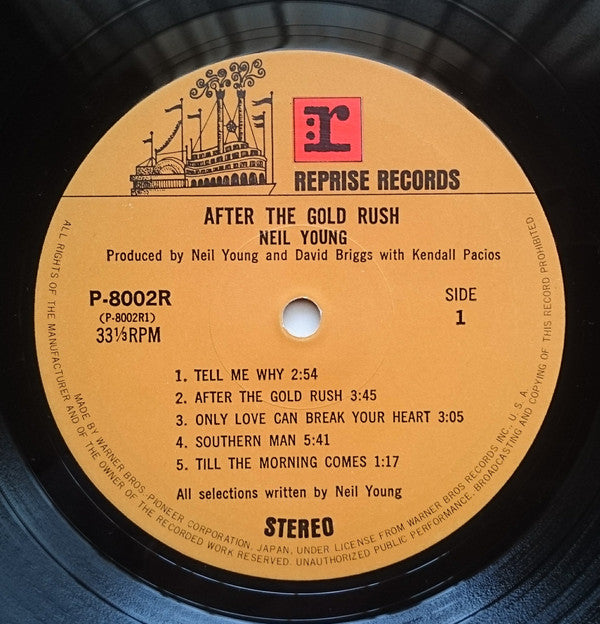 r
REPRISE RECORDS
AFTER THE GOLD RUSH
NEIL YOUNG
Produced by Neil Young and David Briggs with Kendall Pacios
P-8002R
(P-8002R1)
33⅓RPM
SIDE
1
1. TELL ME WHY 2:54
2. AFTER THE GOLD RUSH 3:45
3. ONLY LOVE CAN BREAK YOUR HEART 3:05
4. SOUTHERN MAN 5:41
5. TILL THE MORNING COMES 1:17
All selections written by Neil Young
STEREO
MADE BY WARNER BROS. PIONEER CORPORATION, JAPAN, UNDER LICENSE FROM WARNER BROS RECORDS INC., U.S.A.
ALL RIGHTS OF THE MANUFACTURER AND OF THE OWNER OF THE RECORDED WORK RESERVED. UNAUTHORIZED PUBLIC PERFORMANCE, BROADCASTING AND COPYING OF THIS RECORD PROHIBITED